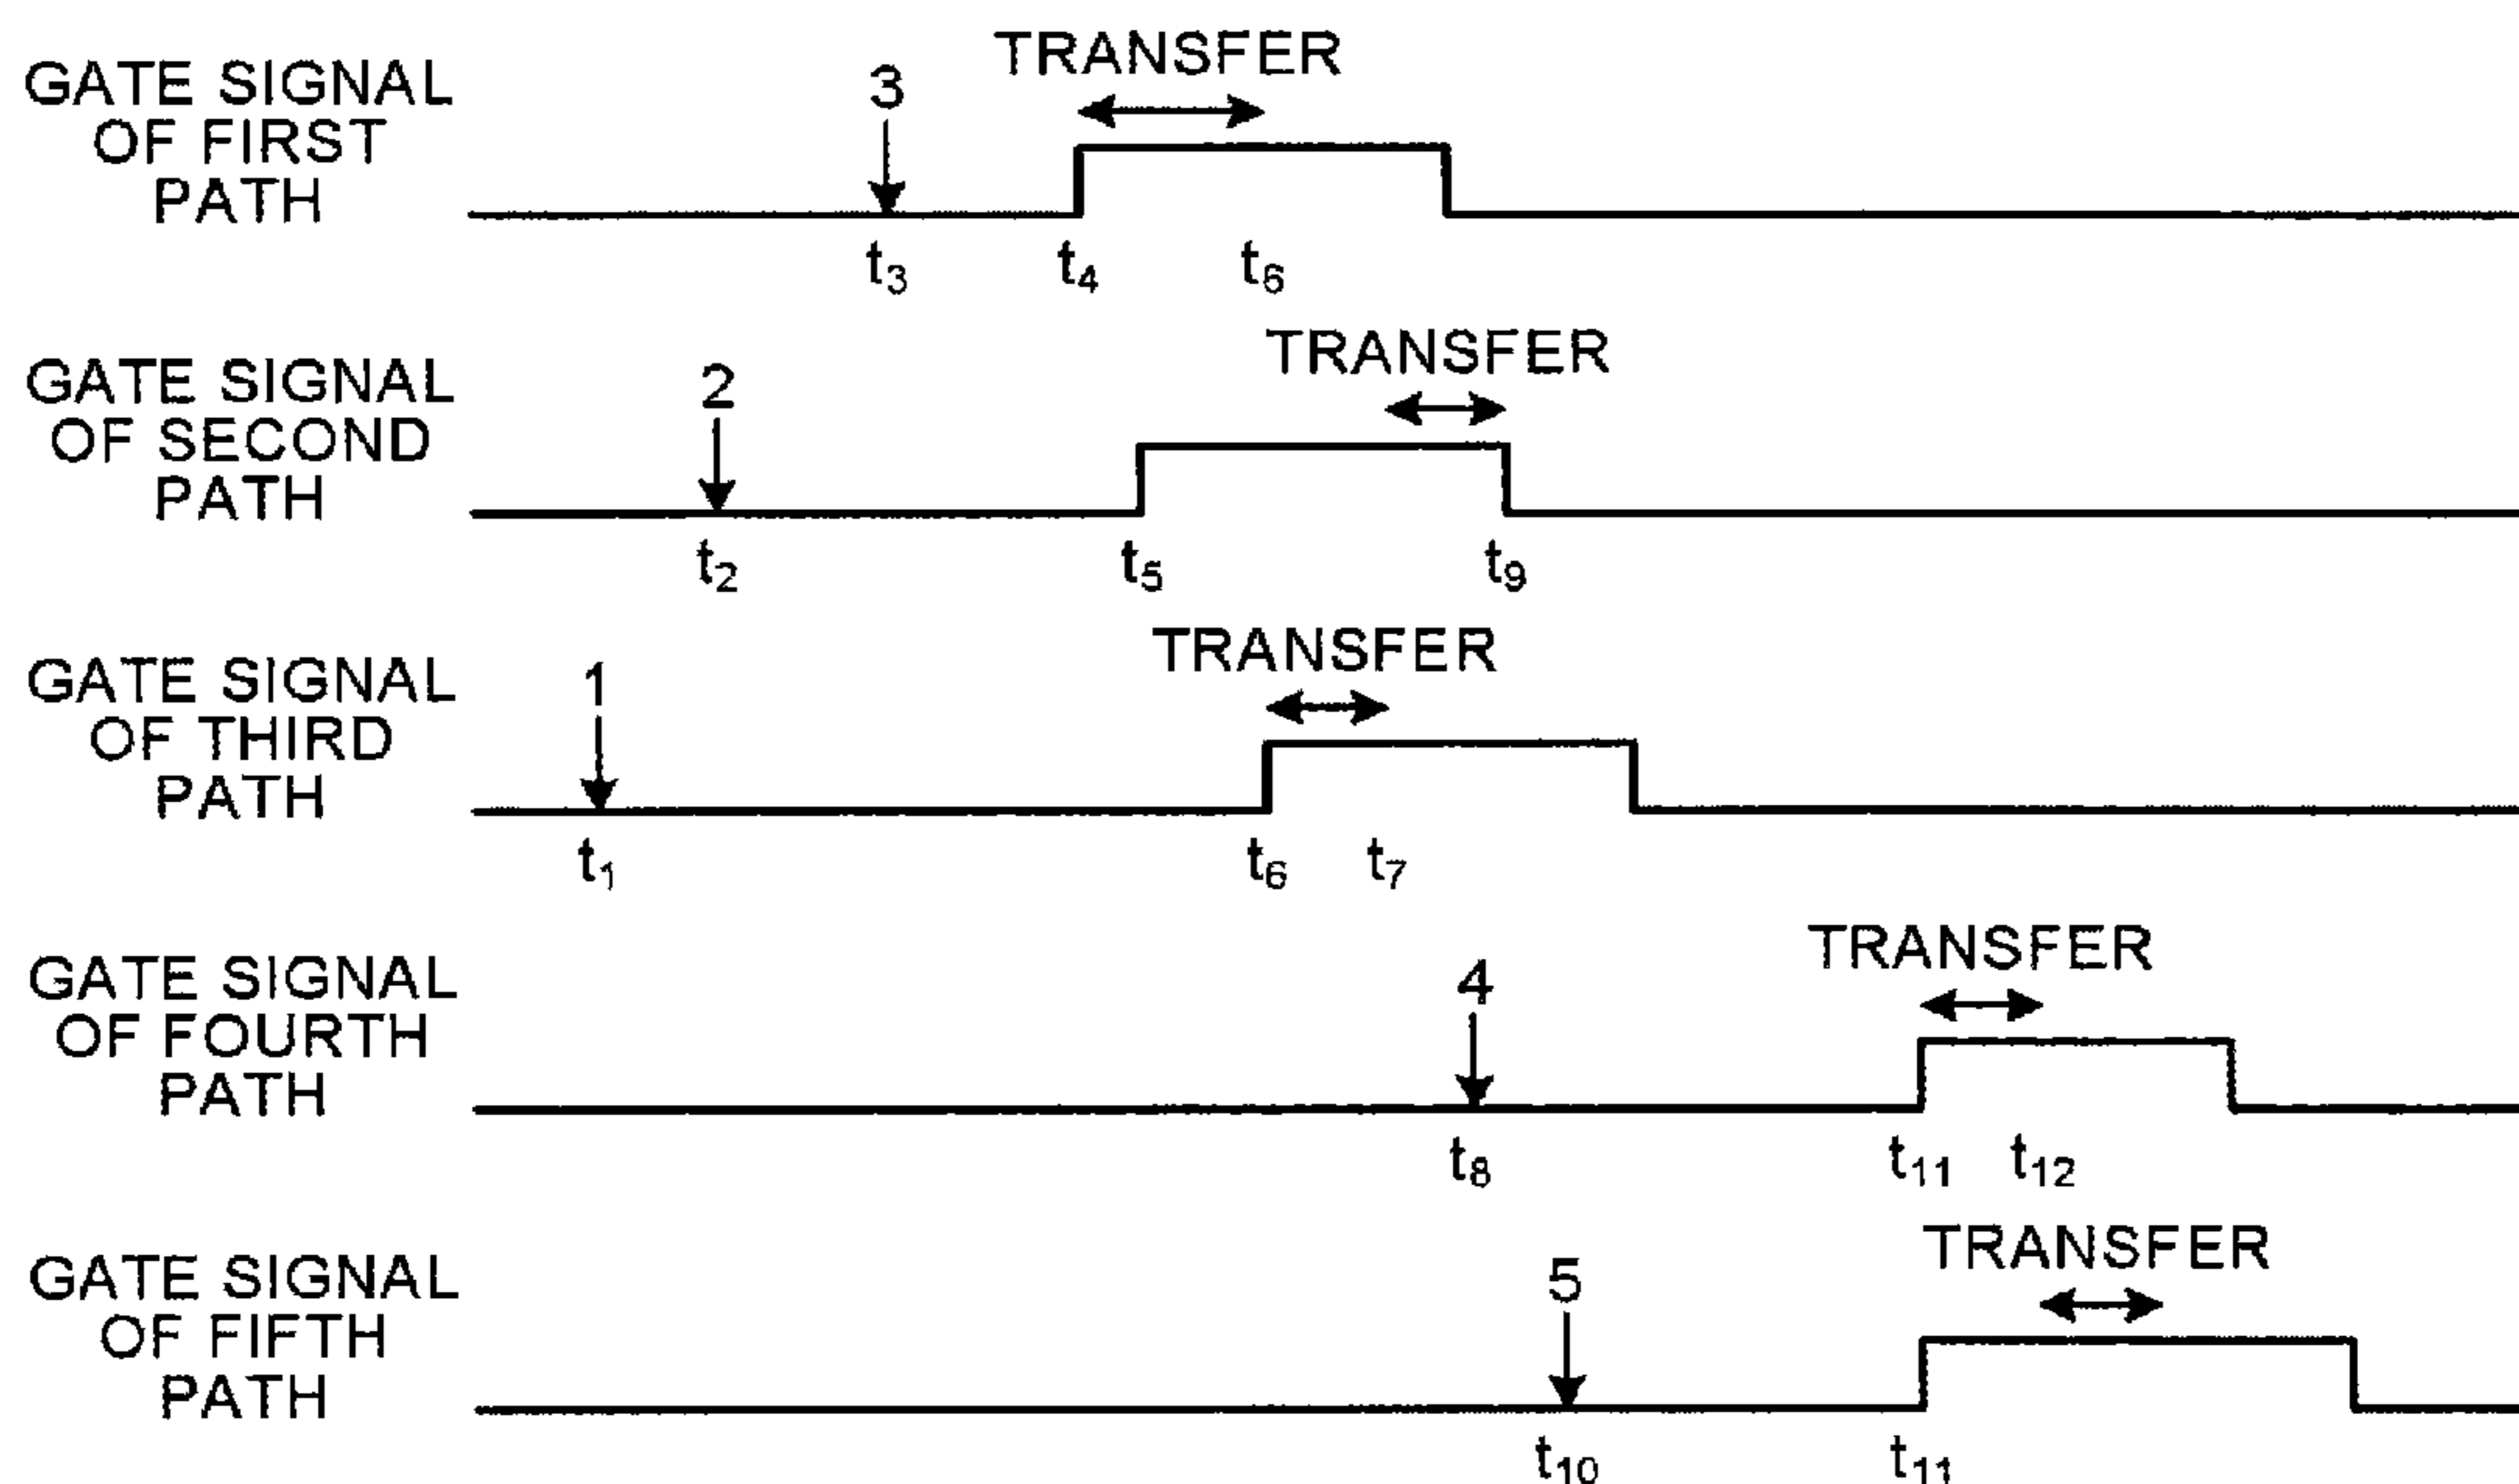 TRANSFER
GATE SIGNAL
OF FIRST
PATH
3
t3 t4 t6
TRANSFER
GATE SIGNAL
OF SECOND
PATH
2
t2 t5 t9
TRANSFER
GATE SIGNAL
OF THIRD
PATH
1
t1 t6 t7
TRANSFER
GATE SIGNAL
OF FOURTH
PATH
4
t8 t11 t12
TRANSFER
GATE SIGNAL
OF FIFTH
PATH
5
t10 t11